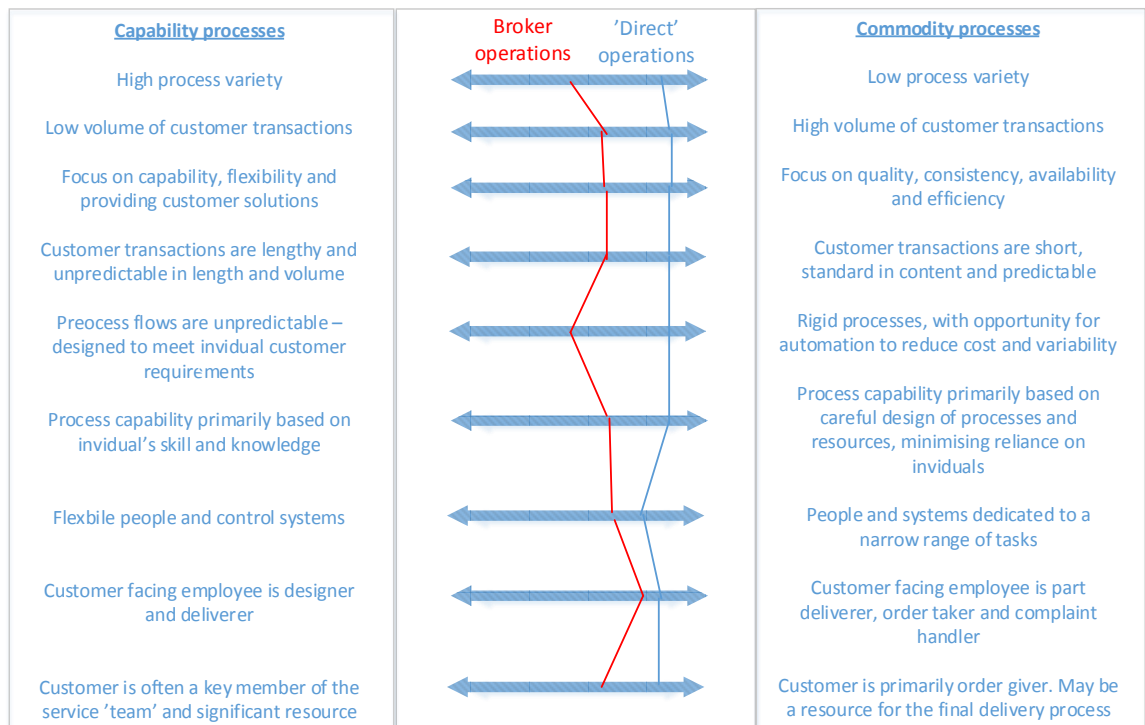 Capability processes
High process variety
Low volume of customer transactions
Focus on capability, flexibility and
providing customer solutions
Customer transactions are lengthy and
unpredictable in length and volume
Preocess flows are unpredictable –
designed to meet invidual customer
requirements
Process capability primarily based on
invidual's skill and knowledge
Flexbile people and control systems
Customer facing employee is designer
and deliverer
Customer is often a key member of the
service 'team' and significant resource
Broker
operations
'Direct'
operations
Commodity processes
Low process variety
High volume of customer transactions
Focus on quality, consistency, availability
and efficiency
Customer transactions are short,
standard in content and predictable
Rigid processes, with opportunity for
automation to reduce cost and variability
Process capability primarily based on
careful design of processes and
resources, minimising reliance on
inviduals
People and systems dedicated to a
narrow range of tasks
Customer facing employee is part
deliverer, order taker and complaint
handler
Customer is primarily order giver. May be
a resource for the final delivery process